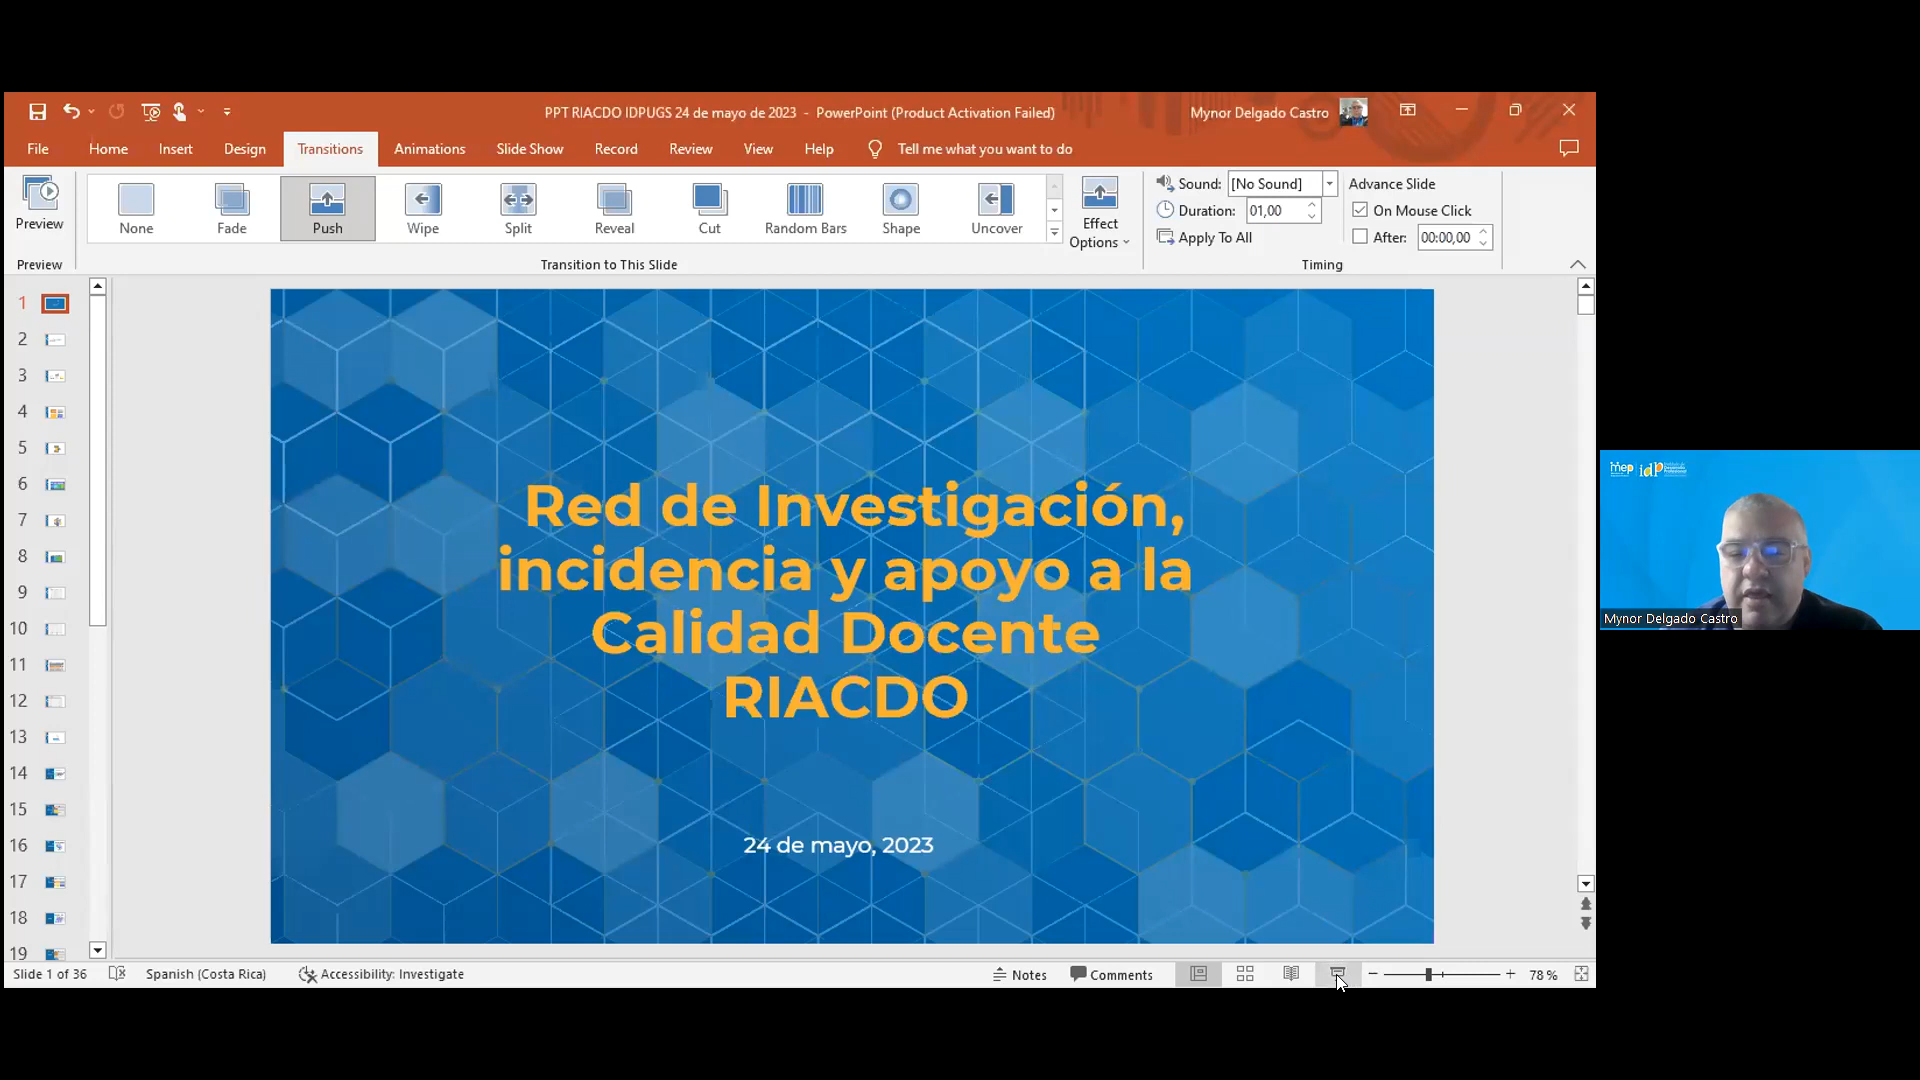 PPT RIACDO IDPUGS 24 de mayo de 2023 - PowerPoint (Product Activation Failed)
Mynor Delgado Castro
File Home Insert Design Transitions Animations Slide Show Record Review View Help Tell me what you want to do
Preview
None Fade Push Wipe Split Reveal Cut Random Bars Shape Uncover
Effect
Options
Sound: [No Sound]
Duration: 01,00
Apply To All
Advance Slide
On Mouse Click
After: 00:00,00
Preview
Transition to This Slide
Timing
1
2
3
4
5
6
7
8
9
10
11
12
13
14
15
16
17
18
19
Red de Investigación,
incidencia y apoyo a la
Calidad Docente
RIACDO
24 de mayo, 2023
mep idp
Mynor Delgado Castro
Slide 1 of 36 Spanish (Costa Rica) Accessibility: Investigate Notes Comments 78 %